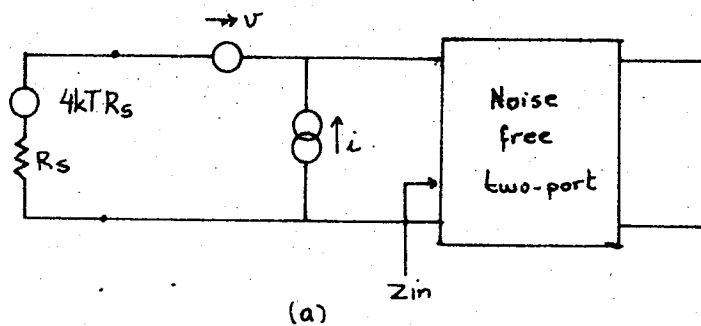 → v
4kTRs
Rs
↑ i
Noise
free
two-port
Zin
(a)